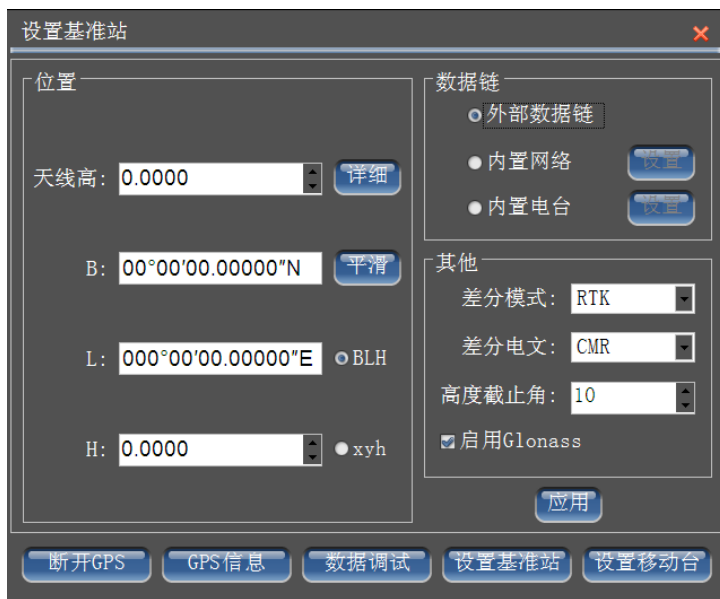 设置基准站
位置
天线高: 0.0000 详细
B: 00°00′00.00000″N 平滑
L: 000°00′00.00000″E BLH
H: 0.0000 xyh
数据链
外部数据链
内置网络 设置
内置电台 设置
其他
差分模式: RTK
差分电文: CMR
高度截止角: 10
启用Glonass
应用
断开GPS GPS信息 数据调试 设置基准站 设置移动台